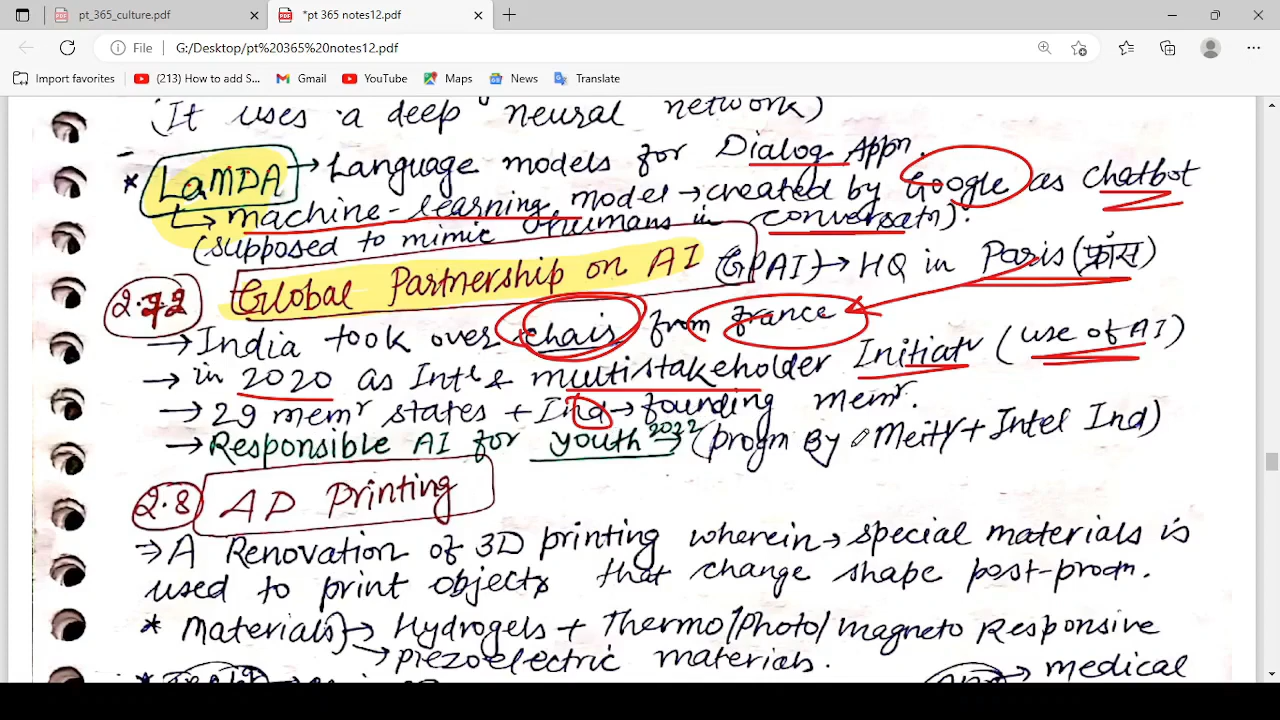 pt_365_culture.pdf
*pt 365 notes12.pdf
File
G:/Desktop/pt%20365%20notes12.pdf
Import favorites
(213) How to add S...
Gmail
YouTube
Maps
News
Translate
(It uses a deep neural network)
* LaMDA → Language models for Dialog Appn.
↳ machine-learning model → created by Google as chatbot
(supposed to mimic humans in conversatn).
2.7.2 Global Partnership on AI (GPAI) → HQ in Paris (फ्रांस)
→ India took over chair from france
→ in 2020 as Intl & multistakeholder Initiatv (use of AI)
→ 29 memr states + Ind → founding memr.
→ Responsible AI for youth 2022 → (progm By MeitY + Intel Ind)
2.8 4D Printing
⇒ A Renovation of 3D printing wherein → special materials is
used to print objects that change shape post-prodn.
* Materials → Hydrogels + Thermo/Photo/Magneto Responsive
→ piezoelectric materials.
→ medical